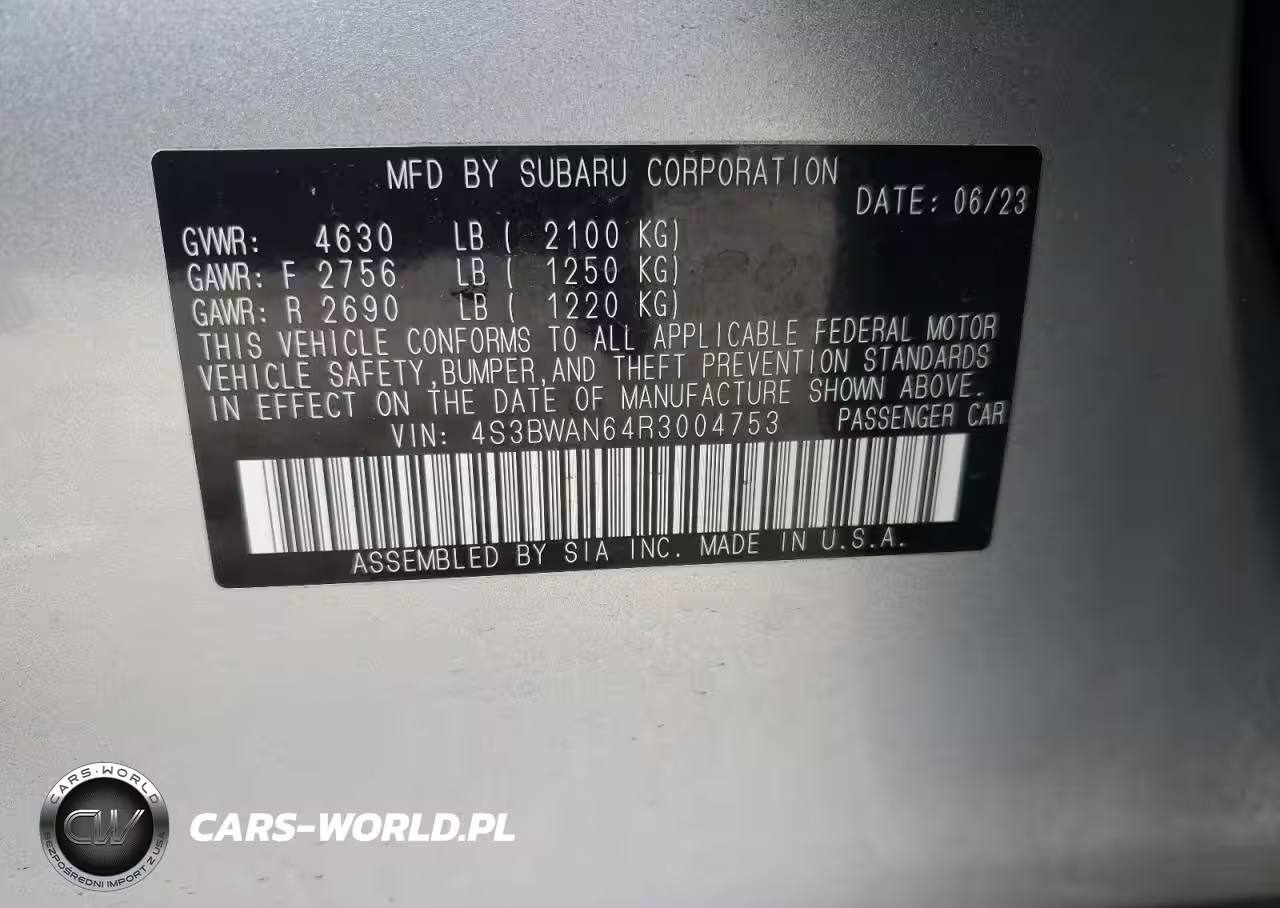 MFD BY SUBARU CORPORATION
DATE: 06/23
GVWR: 4630 LB ( 2100 KG)
GAWR: F 2756 LB ( 1250 KG)
GAWR: R 2690 LB ( 1220 KG)
THIS VEHICLE CONFORMS TO ALL APPLICABLE FEDERAL MOTOR
VEHICLE SAFETY, BUMPER, AND THEFT PREVENTION STANDARDS
IN EFFECT ON THE DATE OF MANUFACTURE SHOWN ABOVE.
VIN: 4S3BWAN64R3004753 PASSENGER CAR
ASSEMBLED BY SIA INC. MADE IN U.S.A.
CARS-WORLD
CW
BEZPOŚREDNI IMPORT Z USA
CARS-WORLD.PL